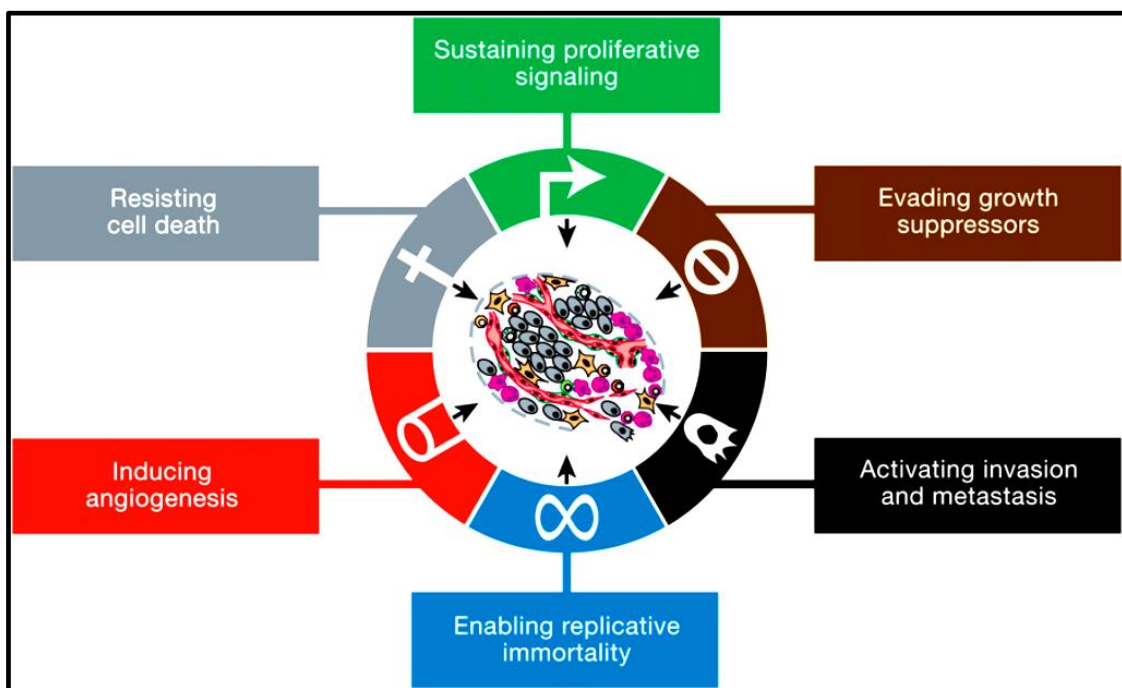 Sustaining proliferative
signaling
Resisting
cell death
Evading growth
suppressors
Inducing
angiogenesis
Activating invasion
and metastasis
Enabling replicative
immortality